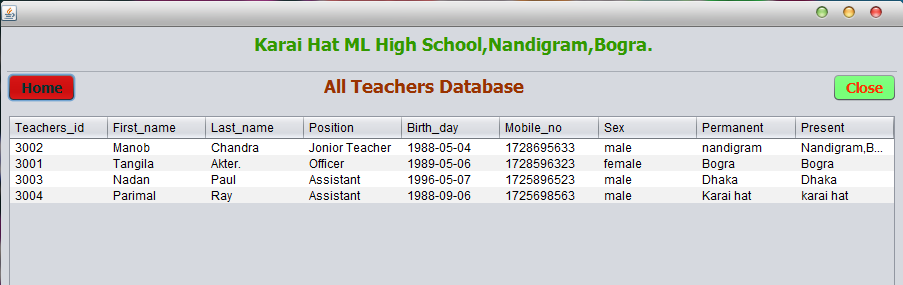 Karai Hat ML High School,Nandigram,Bogra.
Home All Teachers Database Close
Teachers_id First_name Last_name Position Birth_day Mobile_no Sex Permanent Present
3002 Manob Chandra Jonior Teacher 1988-05-04 1728695633 male nandigram Nandigram,B...
3001 Tangila Akter. Officer 1989-05-06 1728596323 female Bogra Bogra
3003 Nadan Paul Assistant 1996-05-07 1725896523 male Dhaka Dhaka
3004 Parimal Ray Assistant 1988-09-06 1725698563 male Karai hat karai hat